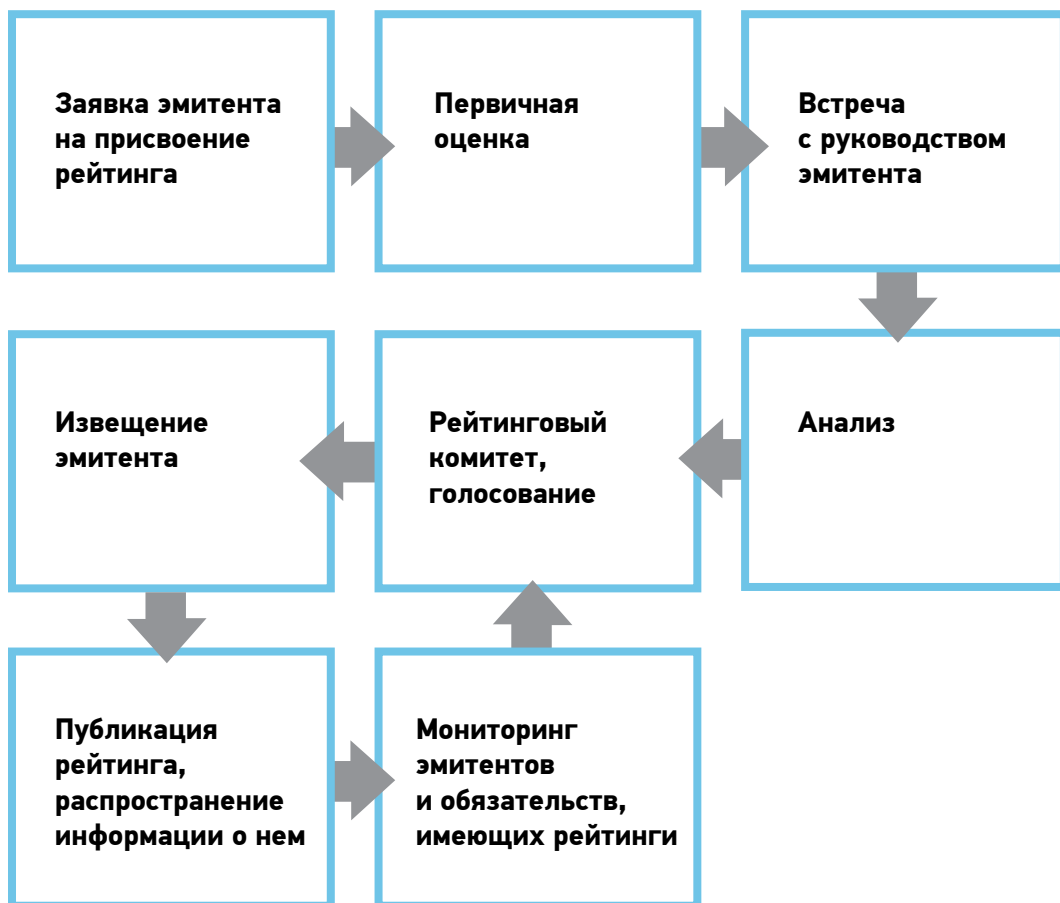 Заявка эмитента
на присвоение
рейтинга
Первичная
оценка
Встреча
с руководством
эмитента
Извещение
эмитента
Рейтинговый
комитет,
голосование
Анализ
Публикация
рейтинга,
распространение
информации о нем
Мониторинг
эмитентов
и обязательств,
имеющих рейтинги